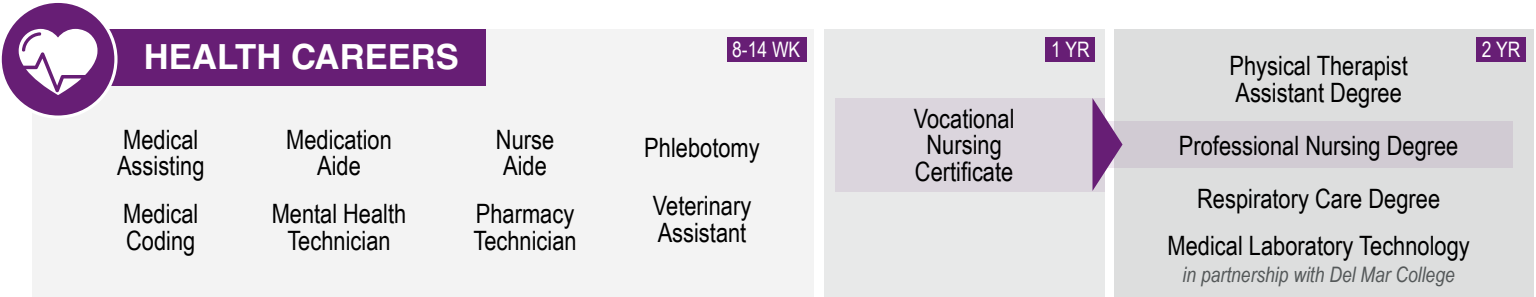 HEALTH CAREERS
8-14 WK
Medical
Assisting
Medication
Aide
Nurse
Aide
Phlebotomy
Medical
Coding
Mental Health
Technician
Pharmacy
Technician
Veterinary
Assistant
1 YR
Vocational
Nursing
Certificate
2 YR
Physical Therapist
Assistant Degree
Professional Nursing Degree
Respiratory Care Degree
Medical Laboratory Technology
in partnership with Del Mar College